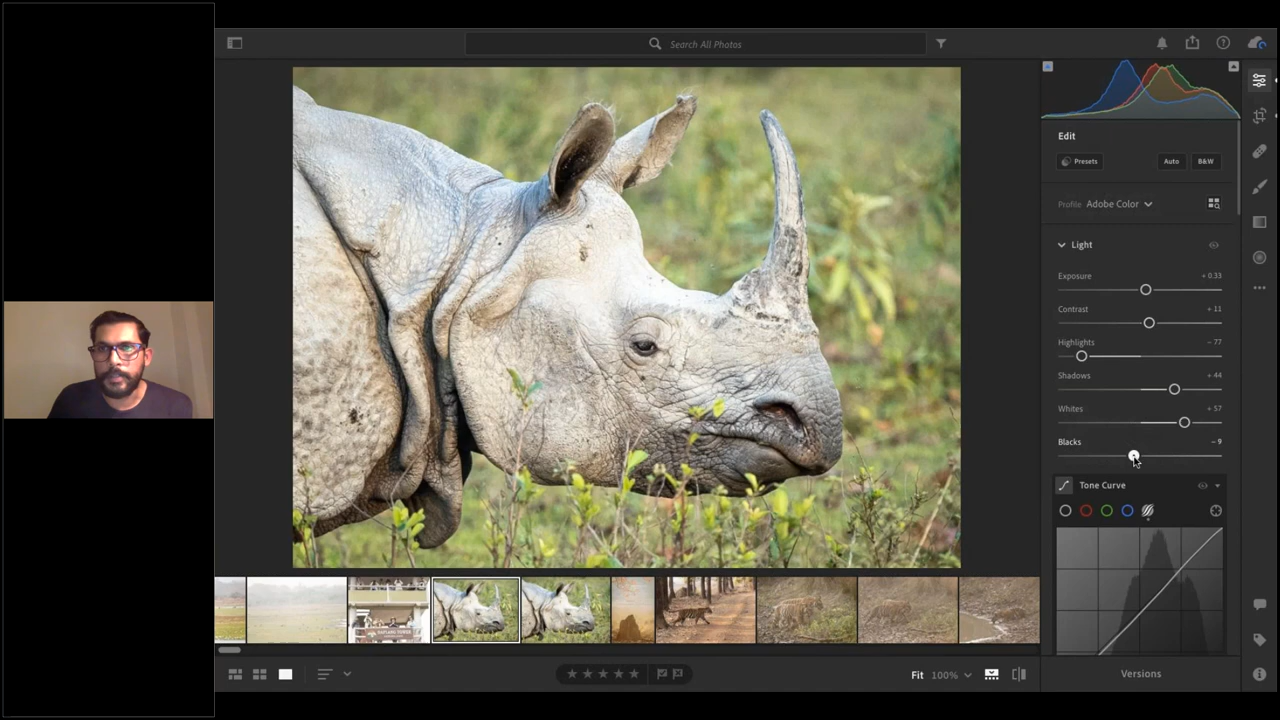 Search All Photos
Edit
Presets Auto B&W
Profile Adobe Color
Light
Exposure + 0.33
Contrast + 11
Highlights − 77
Shadows + 44
Whites + 57
Blacks − 9
Tone Curve
Fit 100%
Versions